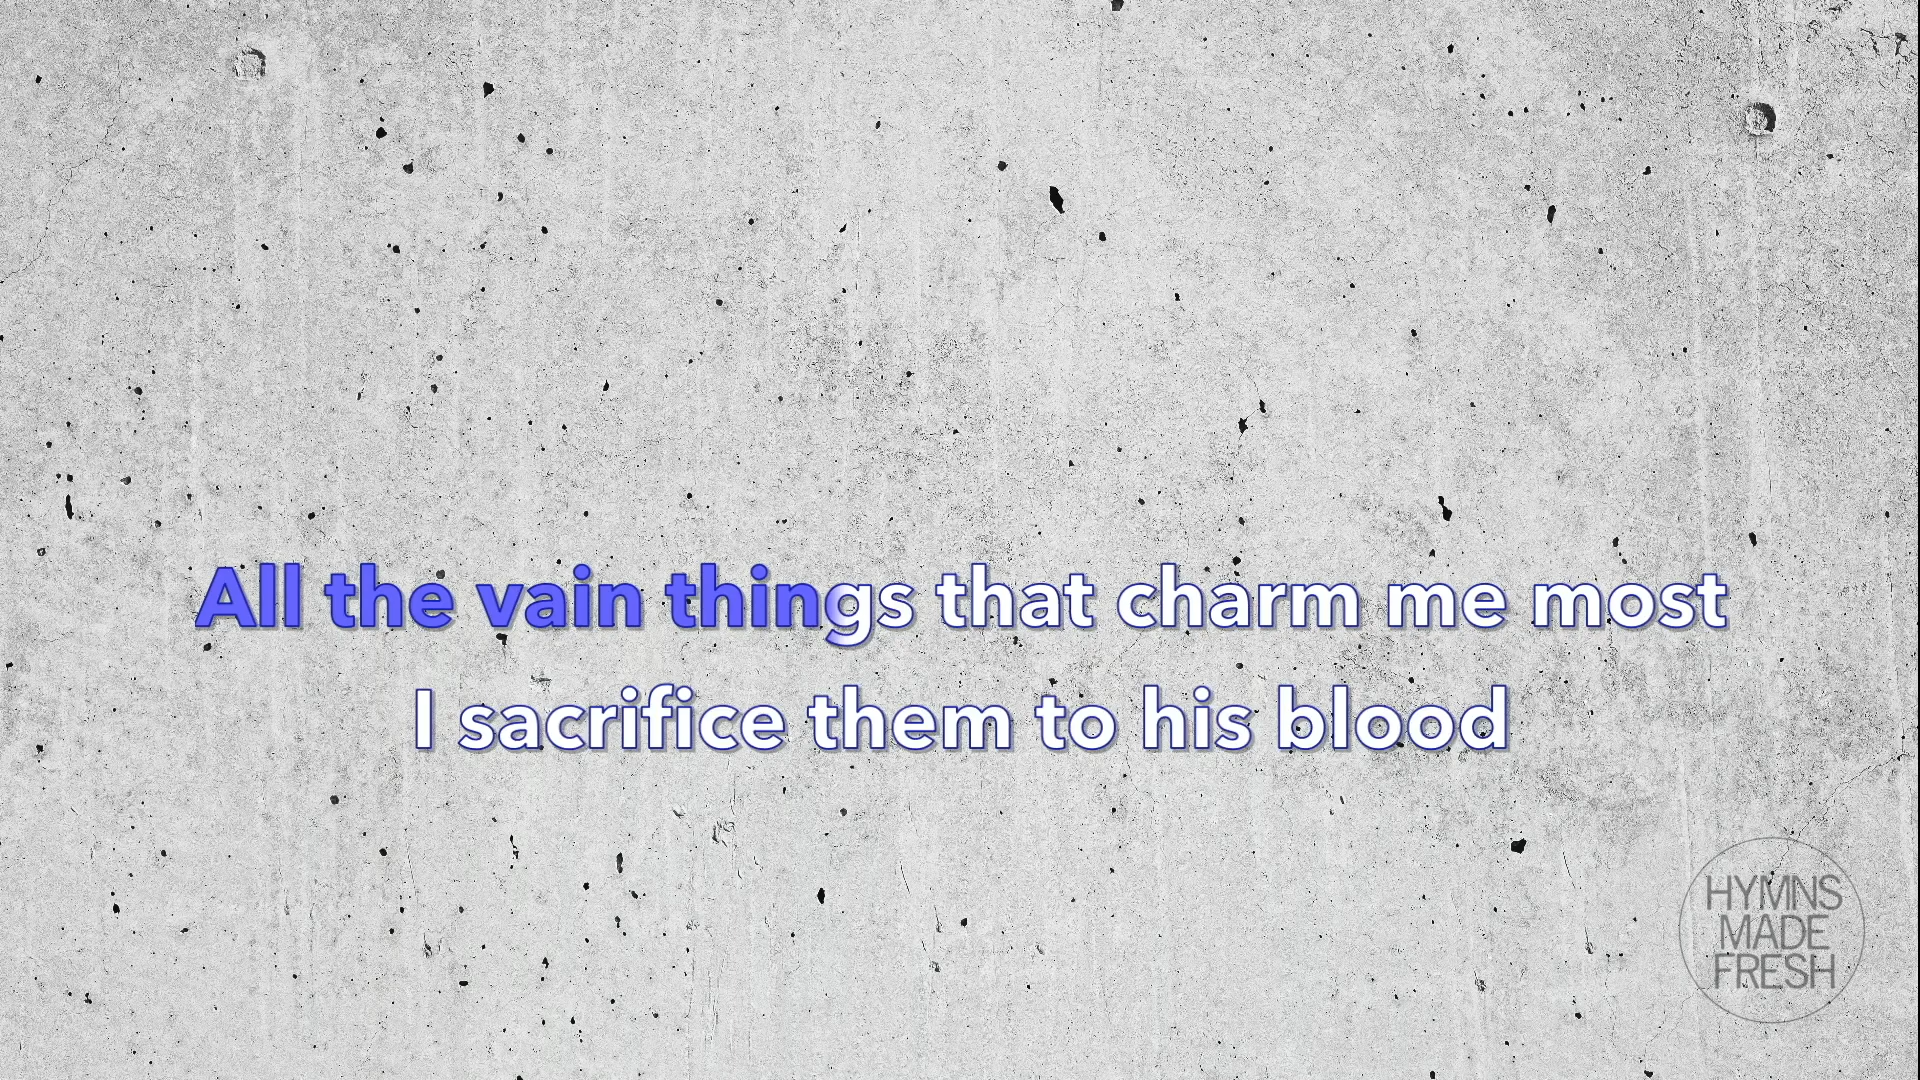 All the vain things that charm me most
I sacrifice them to his blood
HYMNS
MADE
FRESH